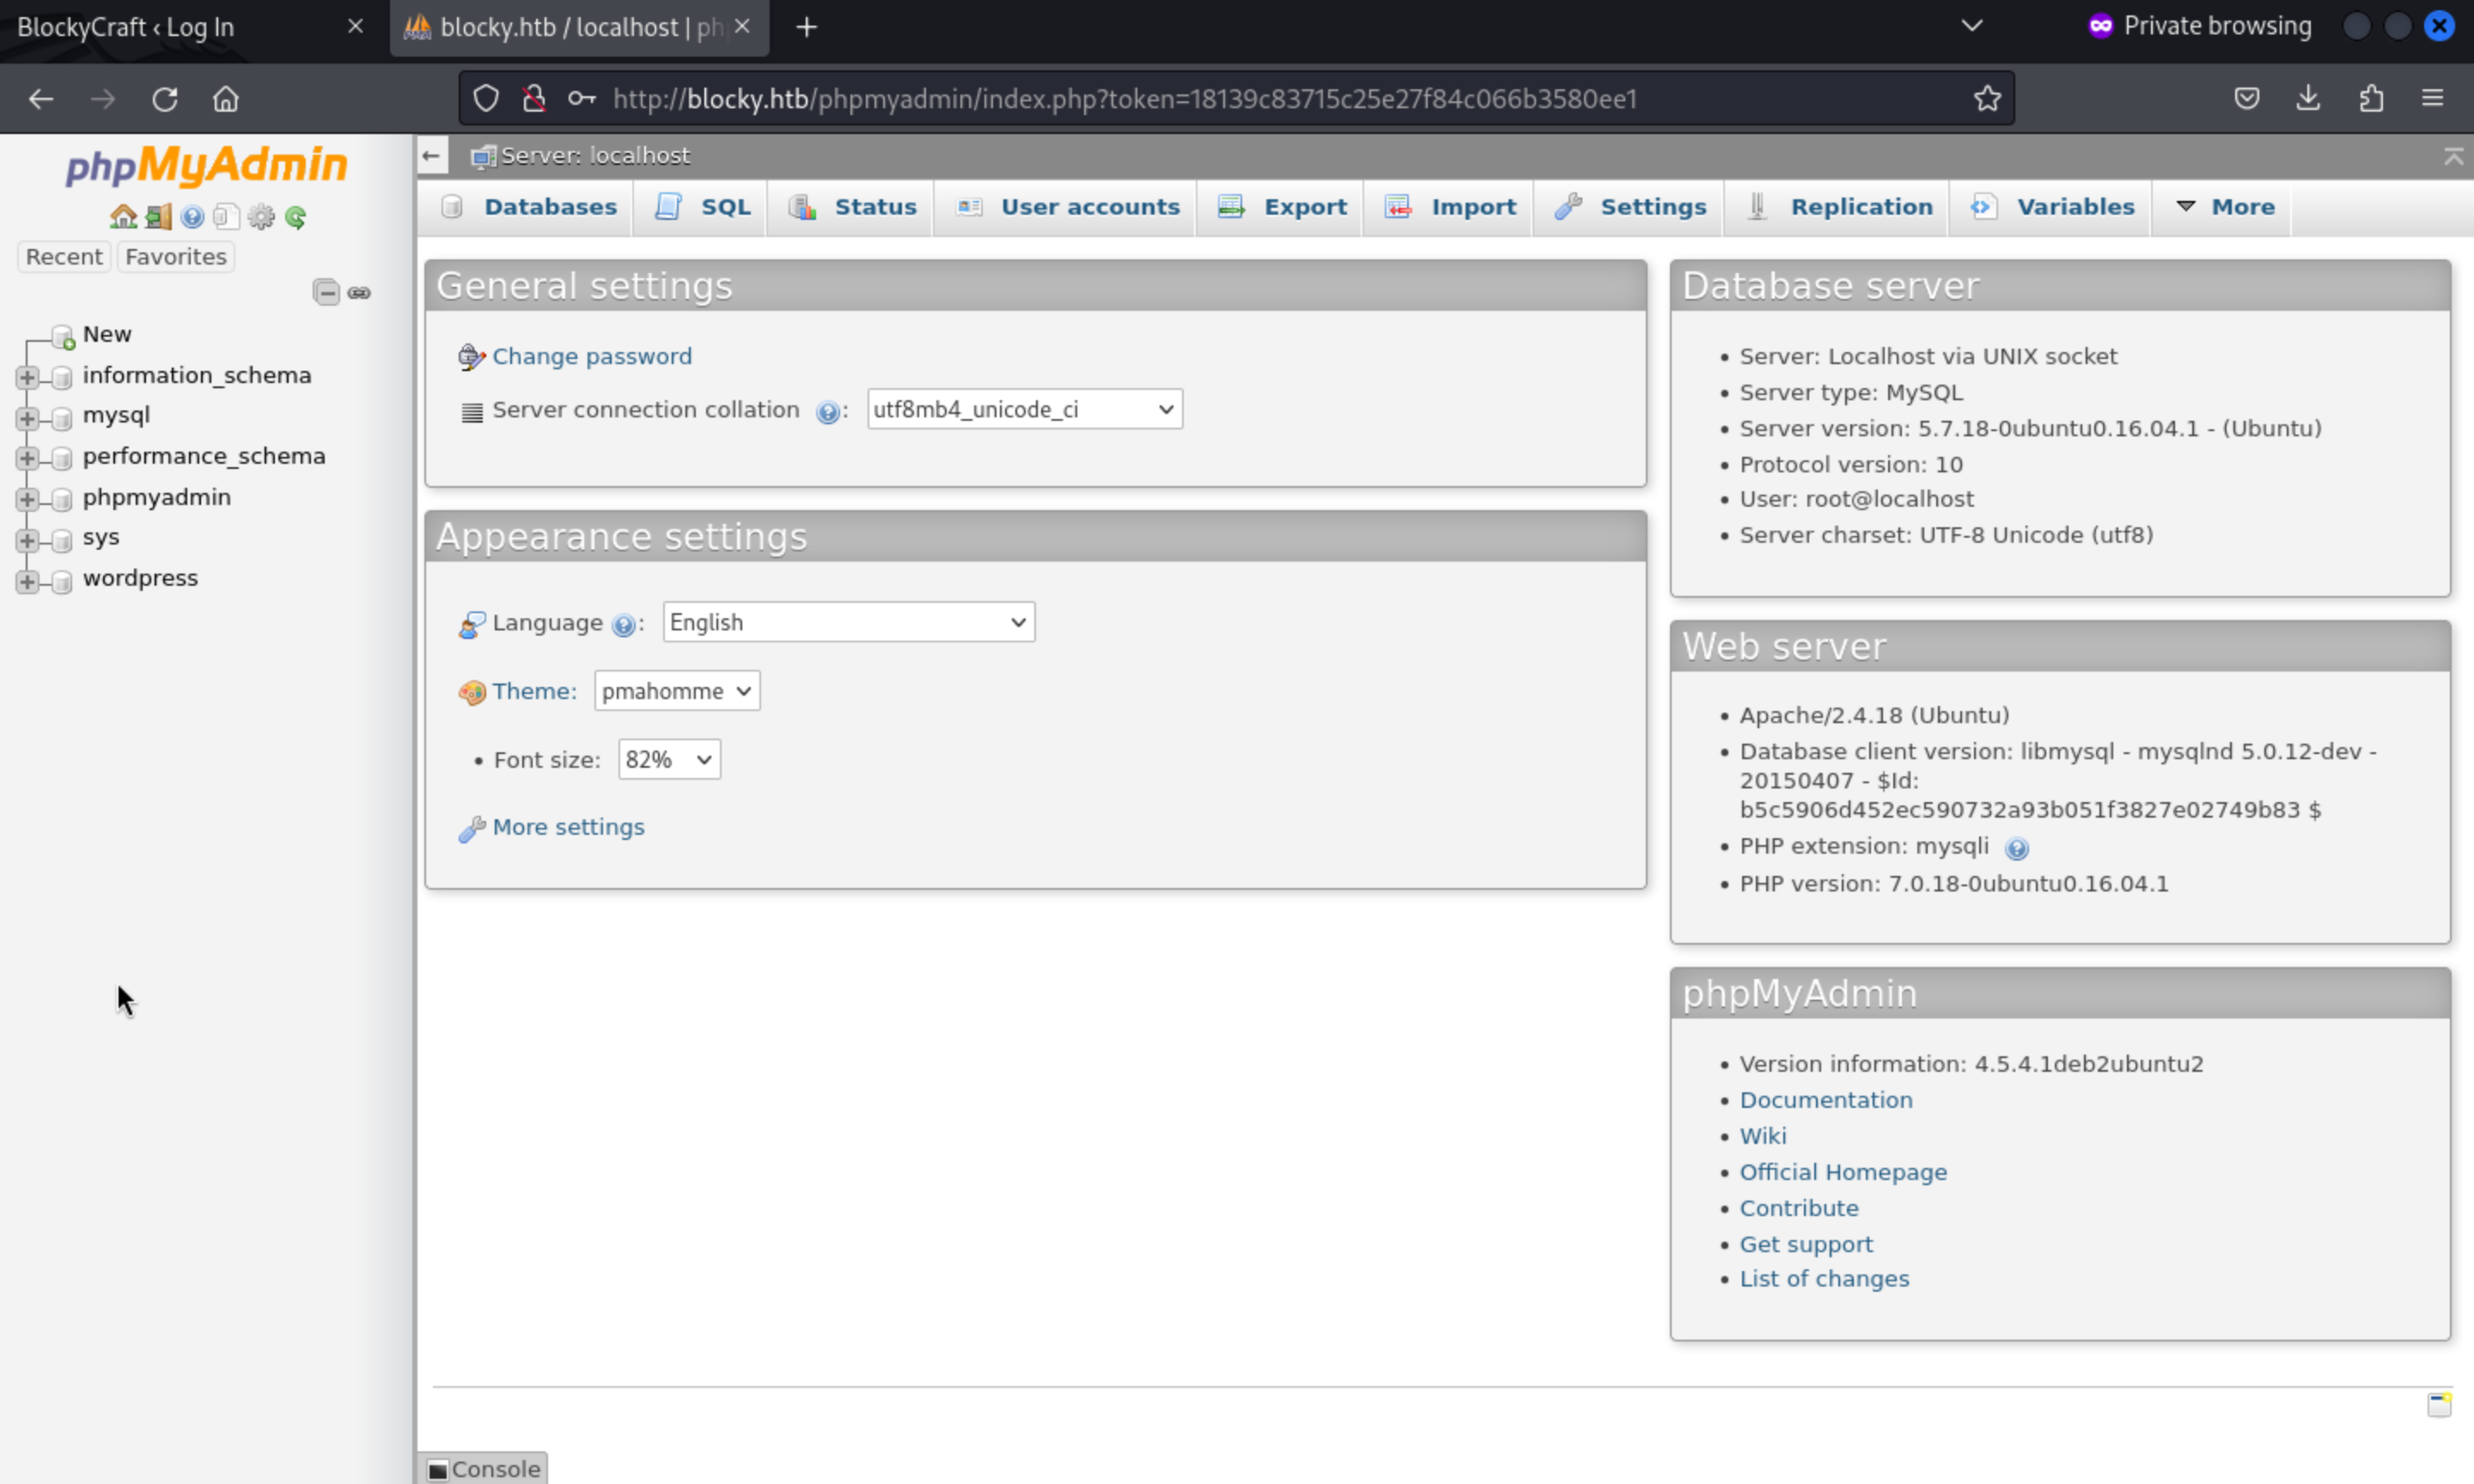 BlockyCraft ‹ Log In
blocky.htb / localhost | ph
Private browsing
http://blocky.htb/phpmyadmin/index.php?token=18139c83715c25e27f84c066b3580ee1
phpMyAdmin
Recent Favorites
New
information_schema
mysql
performance_schema
phpmyadmin
sys
wordpress
Server: localhost
Databases SQL Status User accounts Export Import Settings Replication Variables More
General settings
Change password
Server connection collation : utf8mb4_unicode_ci
Appearance settings
Language : English
Theme: pmahomme
• Font size: 82%
More settings
Database server
• Server: Localhost via UNIX socket
• Server type: MySQL
• Server version: 5.7.18-0ubuntu0.16.04.1 - (Ubuntu)
• Protocol version: 10
• User: root@localhost
• Server charset: UTF-8 Unicode (utf8)
Web server
• Apache/2.4.18 (Ubuntu)
• Database client version: libmysql - mysqlnd 5.0.12-dev -
20150407 - $Id:
b5c5906d452ec590732a93b051f3827e02749b83 $
• PHP extension: mysqli
• PHP version: 7.0.18-0ubuntu0.16.04.1
phpMyAdmin
• Version information: 4.5.4.1deb2ubuntu2
• Documentation
• Wiki
• Official Homepage
• Contribute
• Get support
• List of changes
Console